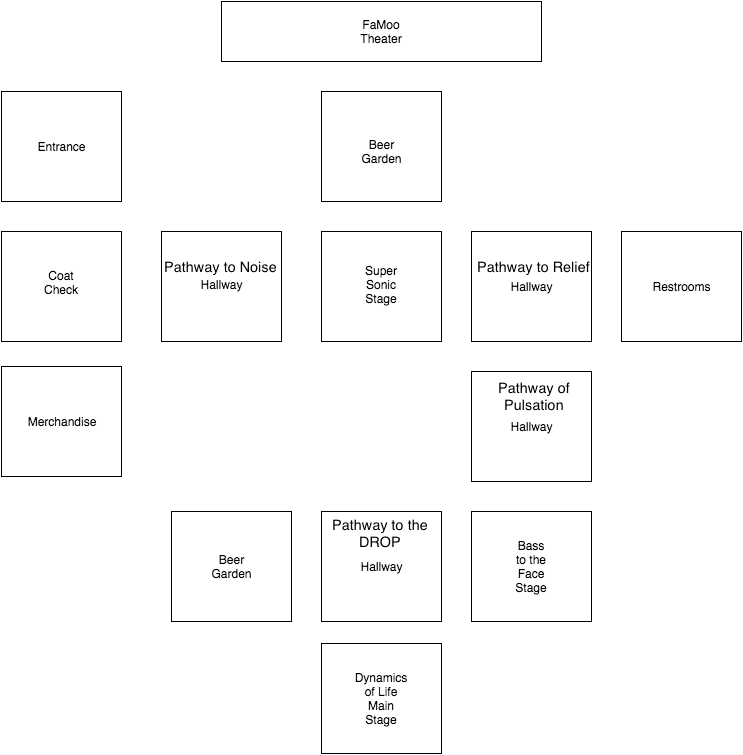 FaMoo
Theater
Entrance
Beer
Garden
Coat
Check
Pathway to Noise
Hallway
Super
Sonic
Stage
Pathway to Relief
Hallway
Restrooms
Merchandise
Pathway of
Pulsation
Hallway
Beer
Garden
Pathway to the
DROP
Hallway
Bass
to the
Face
Stage
Dynamics
of Life
Main
Stage